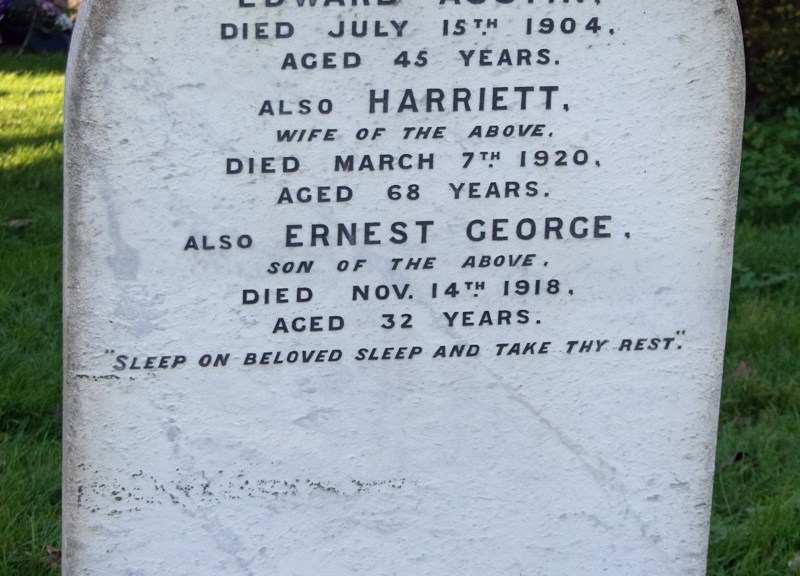 EDWARD AUSTIN,
DIED JULY 15TH 1904,
AGED 45 YEARS.
ALSO HARRIETT,
WIFE OF THE ABOVE,
DIED MARCH 7TH 1920,
AGED 68 YEARS.
ALSO ERNEST GEORGE,
SON OF THE ABOVE,
DIED NOV. 14TH 1918,
AGED 32 YEARS.
"SLEEP ON BELOVED SLEEP AND TAKE THY REST."